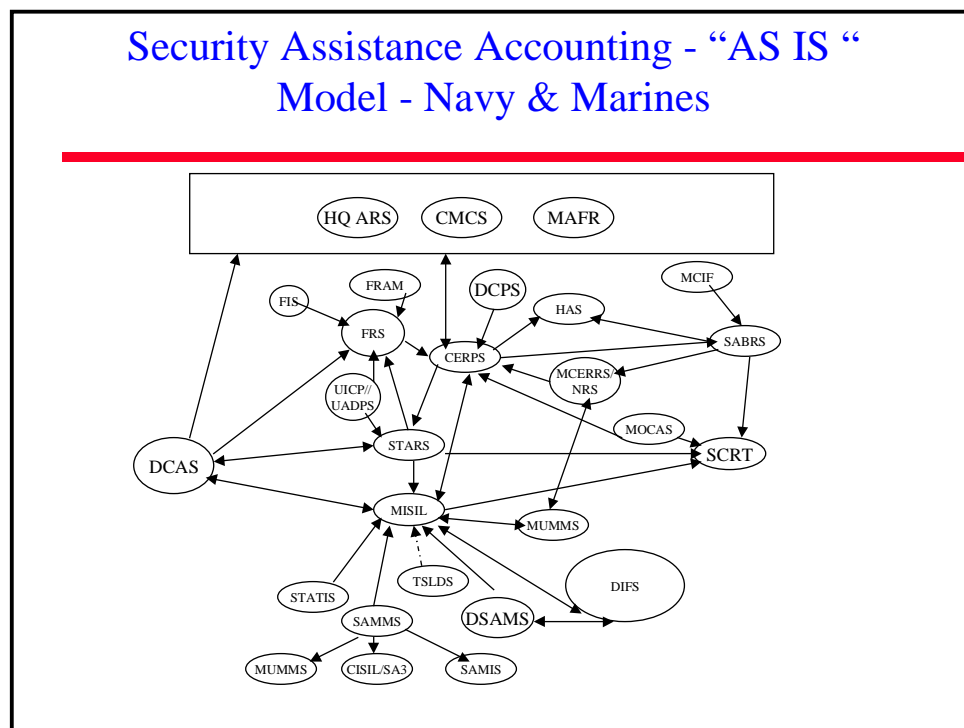 Security Assistance Accounting - “AS IS “
Model - Navy & Marines
HQ ARS
CMCS
MAFR
FRAM
DCPS
MCIF
FIS
HAS
FRS
SABRS
CERPS
MCERRS/
NRS
UICP//
UADPS
MOCAS
STARS
SCRT
DCAS
MISIL
MUMMS
TSLDS
DIFS
STATIS
DSAMS
SAMMS
MUMMS
CISIL/SA3
SAMIS